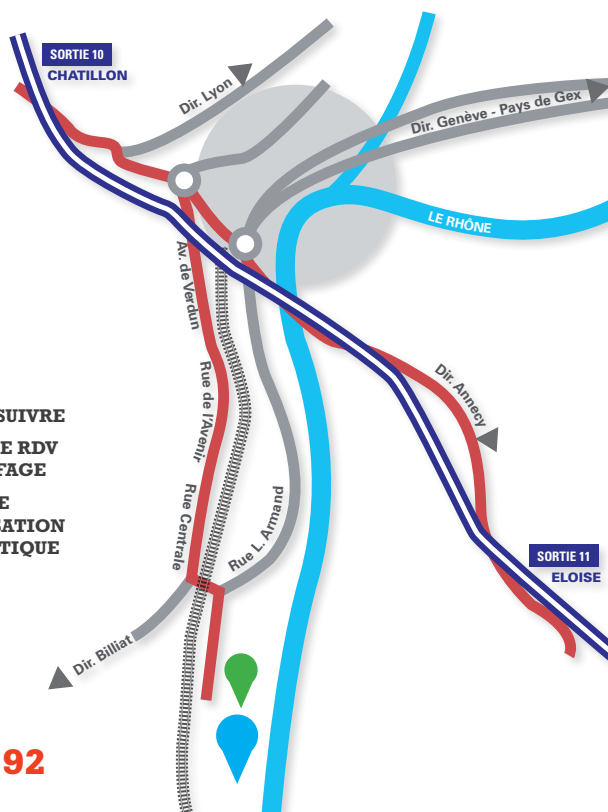 SORTIE 10
CHATILLON
Dir. Lyon
Dir. Genève - Pays de Gex
LE RHÔNE
Av. de Verdun
Rue de l'Avenir
Dir. Annecy
SUIVRE
E RDV
FAGE
E
SATION
TIQUE
Rue Centrale
Rue L. Armand
SORTIE 11
ELOISE
Dir. Billiat
92